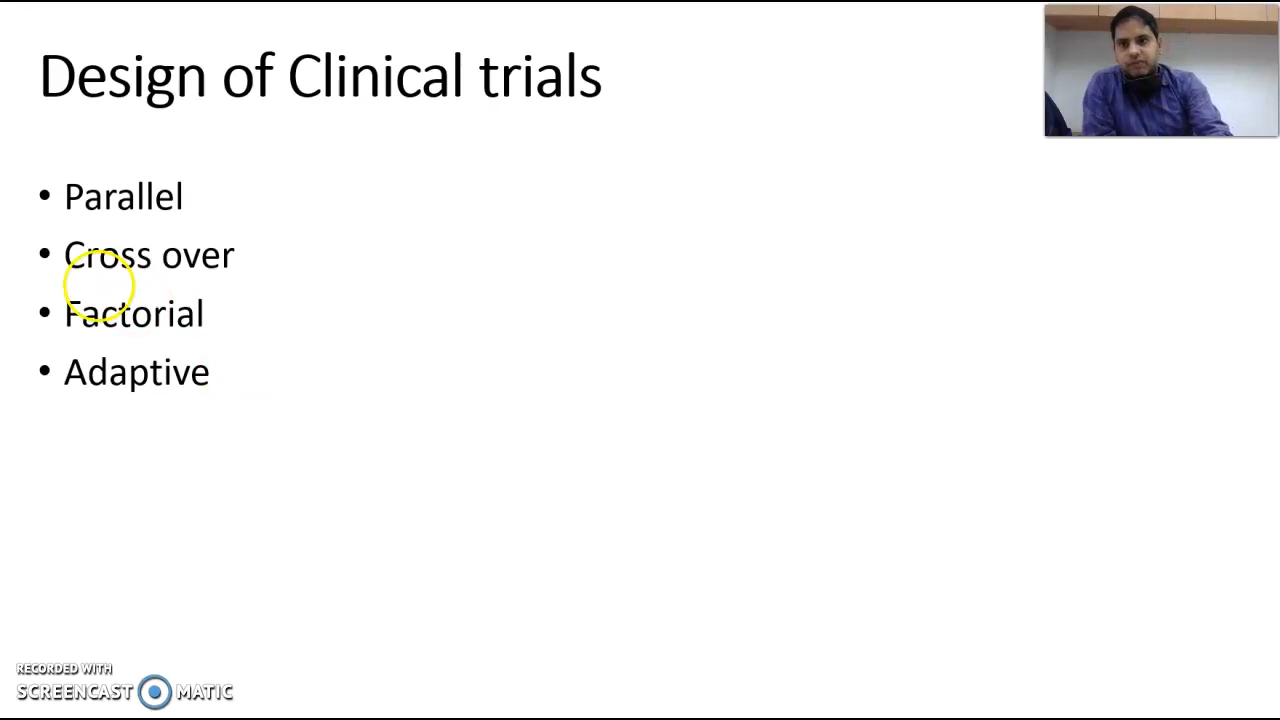 Design of Clinical trials
• Parallel
• Cross over
• Factorial
• Adaptive
RECORDED WITH
SCREENCAST MATIC